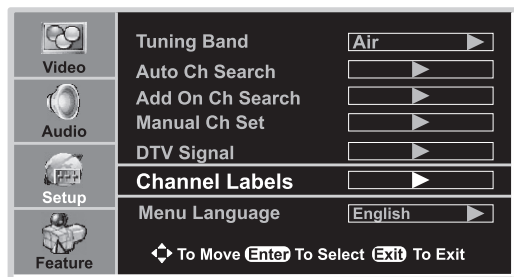 Video
Audio
Setup
Feature
Tuning Band Air
Auto Ch Search
Add On Ch Search
Manual Ch Set
DTV Signal
Channel Labels
Menu Language English
To Move Enter To Select Exit To Exit